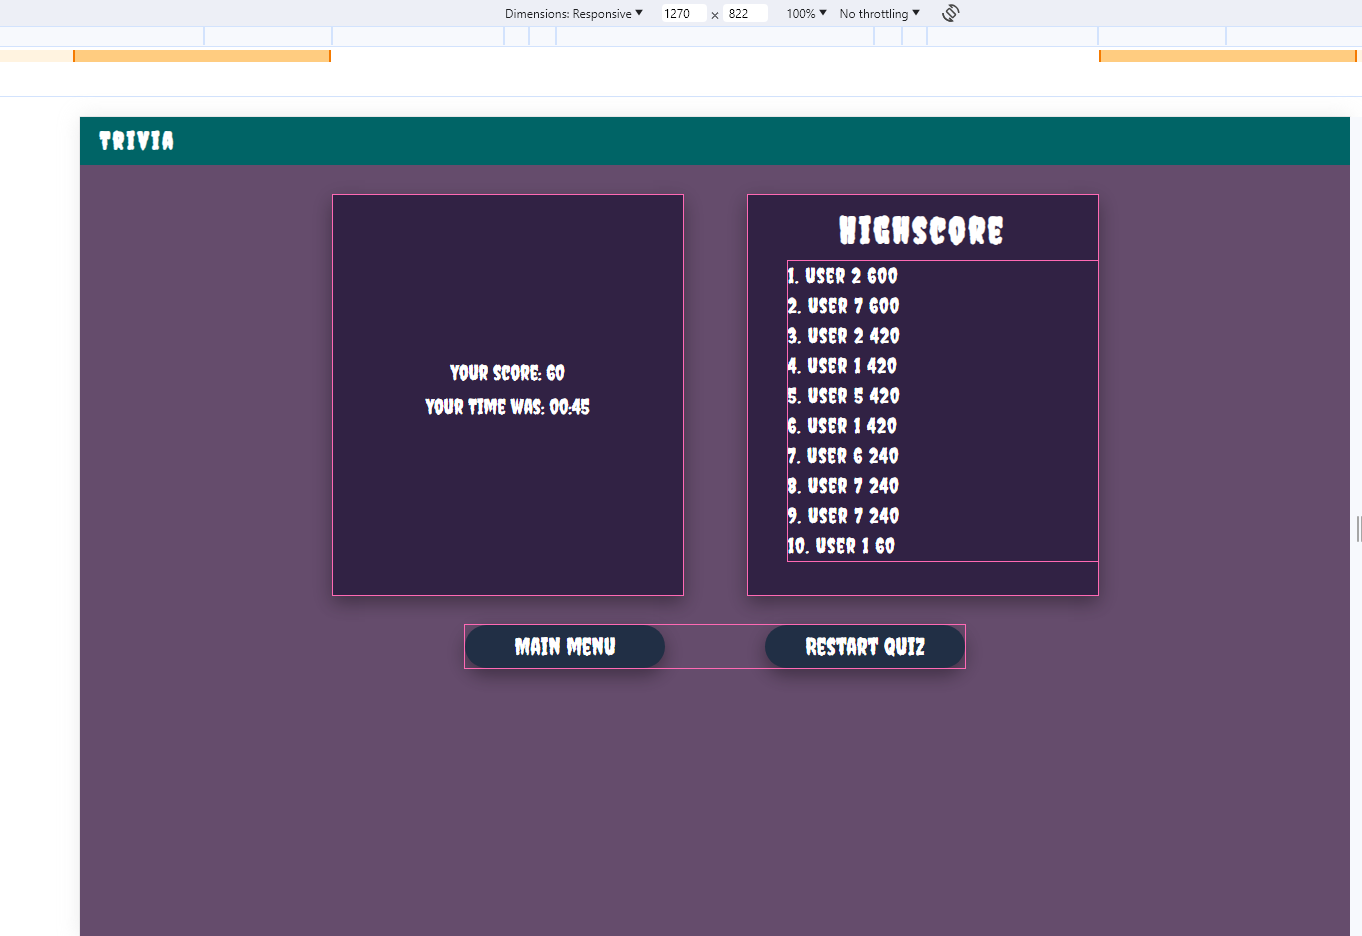 Dimensions: Responsive ▼ 1270 × 822 100% ▼ No throttling ▼
TRIVIA
YOUR SCORE: 60
YOUR TIME WAS: 00:45
HIGHSCORE
1. USER 2 600
2. USER 7 600
3. USER 2 420
4. USER 1 420
5. USER 5 420
6. USER 1 420
7. USER 6 240
8. USER 7 240
9. USER 7 240
10. USER 1 60
MAIN MENU
RESTART QUIZ